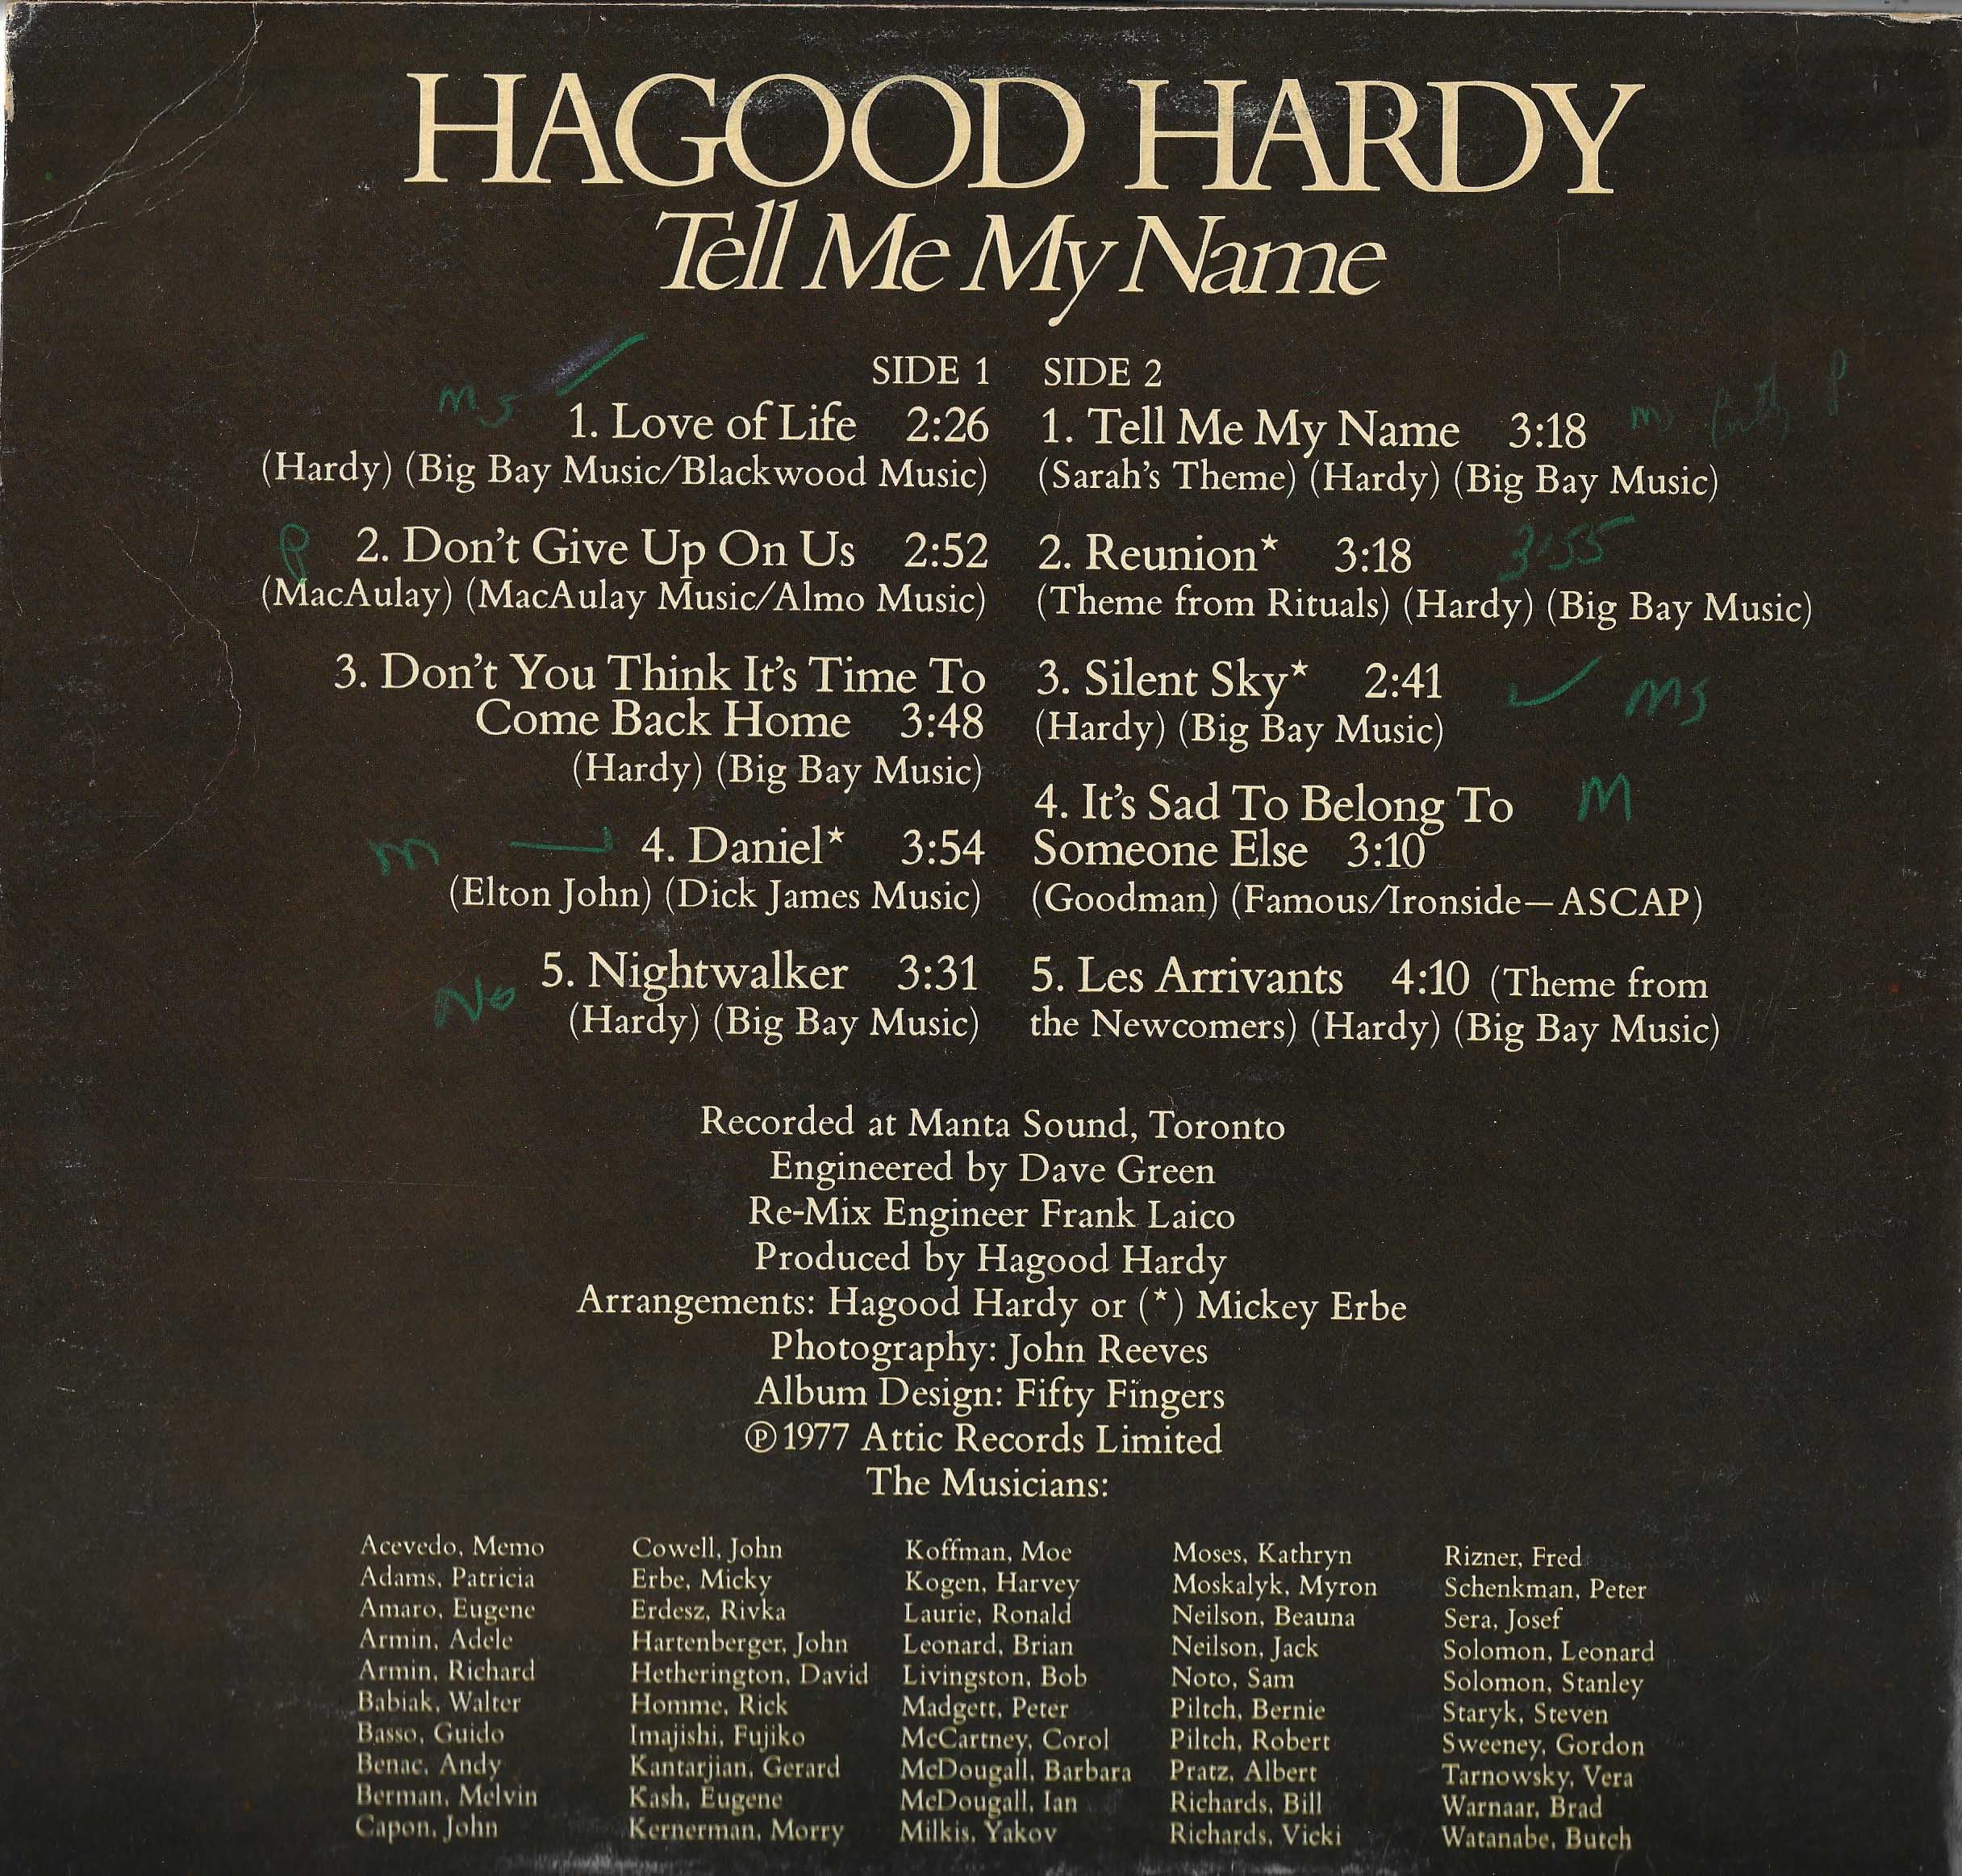 HAGOOD HARDY
Tell Me My Name
SIDE 1
ms
1. Love of Life 2:26
(Hardy) (Big Bay Music/Blackwood Music)
P
2. Don't Give Up On Us 2:52
(MacAulay) (MacAulay Music/Almo Music)
3. Don't You Think It's Time To
Come Back Home 3:48
(Hardy) (Big Bay Music)
m
4. Daniel* 3:54
(Elton John) (Dick James Music)
No
5. Nightwalker 3:31
(Hardy) (Big Bay Music)
SIDE 2
1. Tell Me My Name 3:18
ms
(Sarah's Theme) (Hardy) (Big Bay Music)
2. Reunion* 3:18
3:55
(Theme from Rituals) (Hardy) (Big Bay Music)
3. Silent Sky* 2:41
✓ ms
(Hardy) (Big Bay Music)
4. It's Sad To Belong To
M
Someone Else 3:10
(Goodman) (Famous/Ironside—ASCAP)
5. Les Arrivants 4:10 (Theme from
the Newcomers) (Hardy) (Big Bay Music)
Recorded at Manta Sound, Toronto
Engineered by Dave Green
Re-Mix Engineer Frank Laico
Produced by Hagood Hardy
Arrangements: Hagood Hardy or (*) Mickey Erbe
Photography: John Reeves
Album Design: Fifty Fingers
℗1977 Attic Records Limited
The Musicians:
Acevedo, Memo
Adams, Patricia
Amaro, Eugene
Armin, Adele
Armin, Richard
Babiak, Walter
Basso, Guido
Benac, Andy
Berman, Melvin
Capon, John
Cowell, John
Erbe, Micky
Erdesz, Rivka
Hartenberger, John
Hetherington, David
Homme, Rick
Imajishi, Fujiko
Kantarjian, Gerard
Kash, Eugene
Kernerman, Morry
Koffman, Moe
Kogen, Harvey
Laurie, Ronald
Leonard, Brian
Livingston, Bob
Madgett, Peter
McCartney, Corol
McDougall, Barbara
McDougall, Ian
Milkis, Yakov
Moses, Kathryn
Moskalyk, Myron
Neilson, Beauna
Neilson, Jack
Noto, Sam
Piltch, Bernie
Piltch, Robert
Pratz, Albert
Richards, Bill
Richards, Vicki
Rizner, Fred
Schenkman, Peter
Sera, Josef
Solomon, Leonard
Solomon, Stanley
Staryk, Steven
Sweeney, Gordon
Tarnowsky, Vera
Warnaar, Brad
Watanabe, Butch